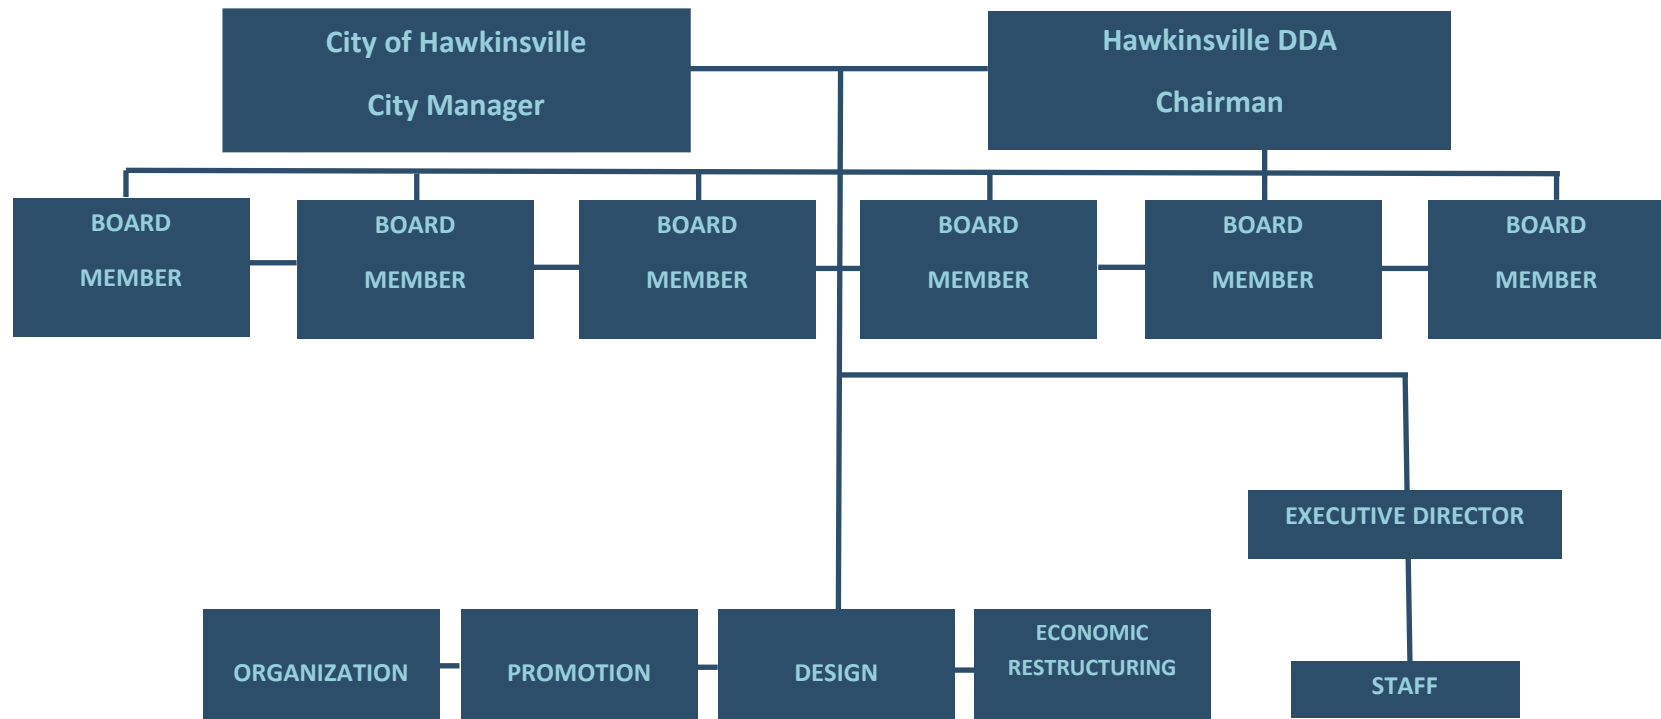 City of Hawkinsville
City Manager
Hawkinsville DDA
Chairman
BOARD
MEMBER
BOARD
MEMBER
BOARD
MEMBER
BOARD
MEMBER
BOARD
MEMBER
BOARD
MEMBER
EXECUTIVE DIRECTOR
ORGANIZATION
PROMOTION
DESIGN
ECONOMIC
RESTRUCTURING
STAFF